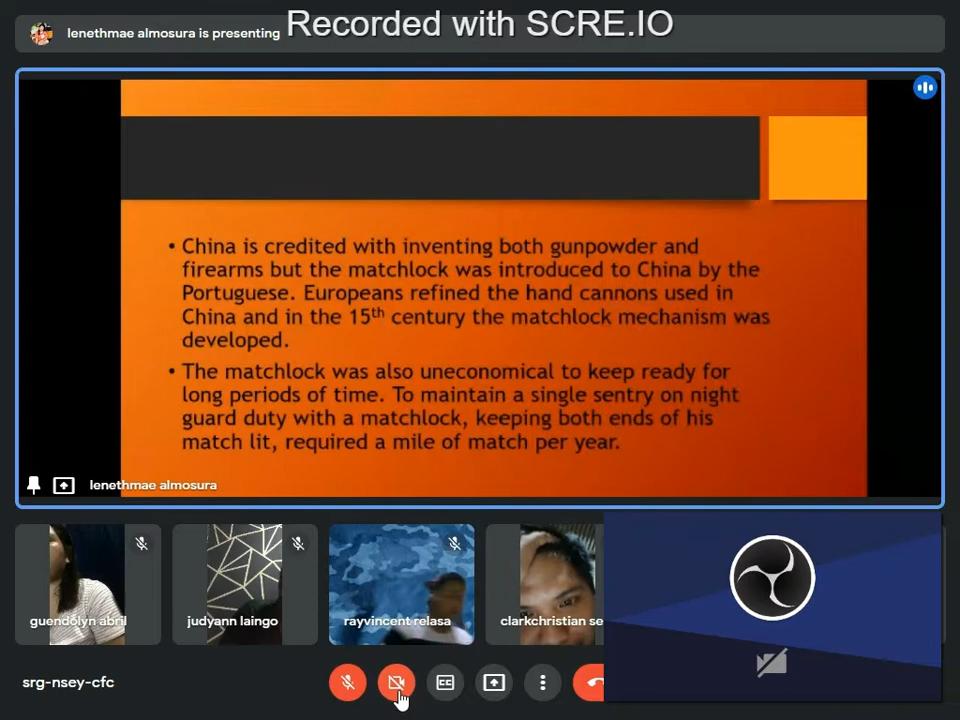 Recorded with SCRE.IO
lenethmae almosura is presenting
• China is credited with inventing both gunpowder and
firearms but the matchlock was introduced to China by the
Portuguese. Europeans refined the hand cannons used in
China and in the 15th century the matchlock mechanism was
developed.
• The matchlock was also uneconomical to keep ready for
long periods of time. To maintain a single sentry on night
guard duty with a matchlock, keeping both ends of his
match lit, required a mile of match per year.
lenethmae almosura
guendolyn abril
judyann laingo
rayvincent relasa
clarkchristian se
srg-nsey-cfc
CC